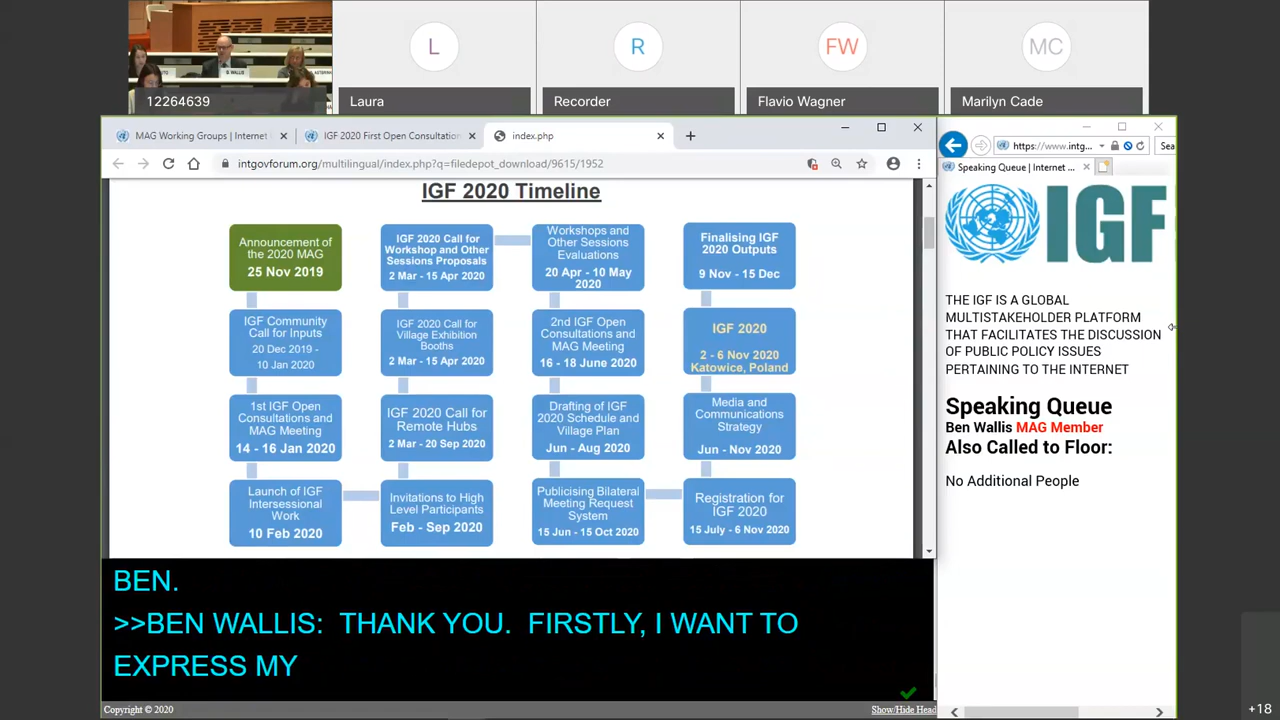 B. WALLIS
12264639
L
Laura
R
Recorder
FW
Flavio Wagner
MC
Marilyn Cade
MAG Working Groups | Internet
IGF 2020 First Open Consultation
index.php
intgovforum.org/multilingual/index.php?q=filedepot_download/9615/1952
IGF 2020 Timeline
Announcement of
the 2020 MAG
25 Nov 2019
IGF Community
Call for Inputs
20 Dec 2019 -
10 Jan 2020
1st IGF Open
Consultations and
MAG Meeting
14 - 16 Jan 2020
Launch of IGF
Intersessional
Work
10 Feb 2020
IGF 2020 Call for
Workshop and Other
Sessions Proposals
2 Mar - 15 Apr 2020
IGF 2020 Call for
Village Exhibition
Booths
2 Mar - 15 Apr 2020
IGF 2020 Call for
Remote Hubs
2 Mar - 20 Sep 2020
Invitations to High
Level Participants
Feb - Sep 2020
Workshops and
Other Sessions
Evaluations
20 Apr - 10 May
2020
2nd IGF Open
Consultations and
MAG Meeting
16 - 18 June 2020
Drafting of IGF
2020 Schedule and
Village Plan
Jun - Aug 2020
Publicising Bilateral
Meeting Request
System
15 Jun - 15 Oct 2020
Finalising IGF
2020 Outputs
9 Nov - 15 Dec
IGF 2020
2 - 6 Nov 2020
Katowice, Poland
Media and
Communications
Strategy
Jun - Nov 2020
Registration for
IGF 2020
15 July - 6 Nov 2020
https://www.intg...
Sea
Speaking Queue | Internet ...
IGF
THE IGF IS A GLOBAL
MULTISTAKEHOLDER PLATFORM
THAT FACILITATES THE DISCUSSION
OF PUBLIC POLICY ISSUES
PERTAINING TO THE INTERNET
Speaking Queue
Ben Wallis MAG Member
Also Called to Floor:
No Additional People
BEN.
>>BEN WALLIS:  THANK YOU.  FIRSTLY, I WANT TO
EXPRESS MY
Copyright © 2020
Show/Hide Head
+18